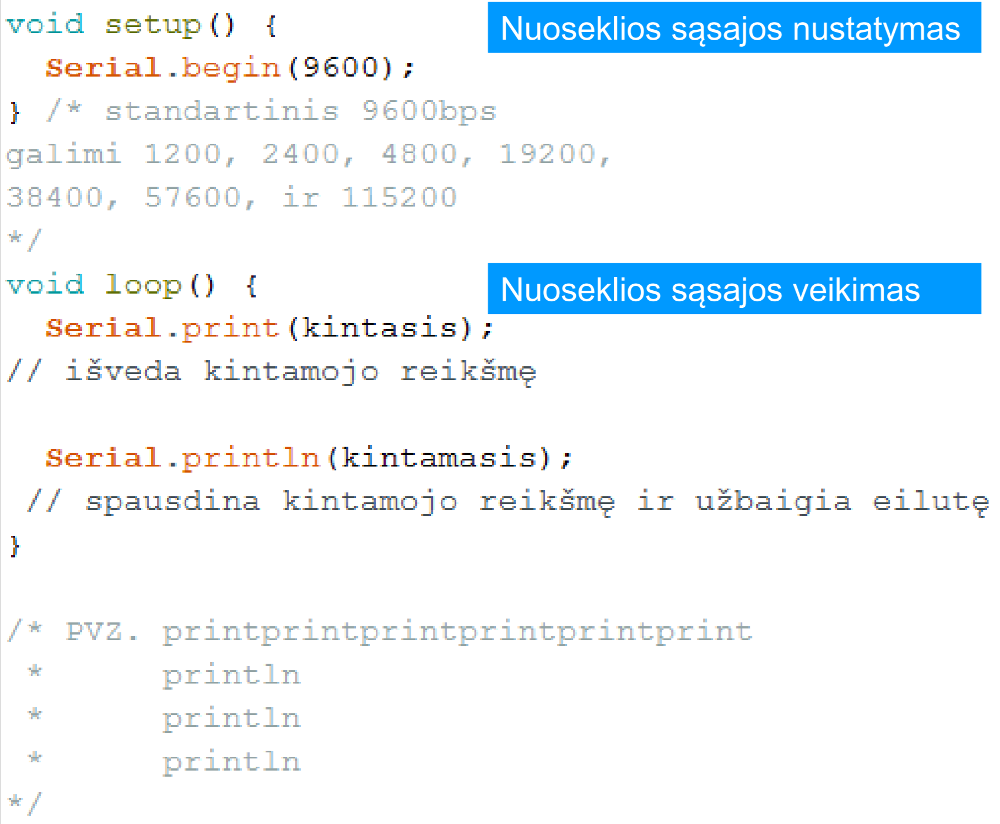 void setup() {
Nuoseklios sąsajos nustatymas
Serial.begin(9600);
} /* standartinis 9600bps
galimi 1200, 2400, 4800, 19200,
38400, 57600, ir 115200
*/
void loop() {
Nuoseklios sąsajos veikimas
Serial.print(kintasis);
// išveda kintamojo reikšmę
Serial.println(kintamasis);
// spausdina kintamojo reikšmę ir užbaigia eilutę
}
/* PVZ. printprintprintprintprintprint
* println
* println
* println
*/